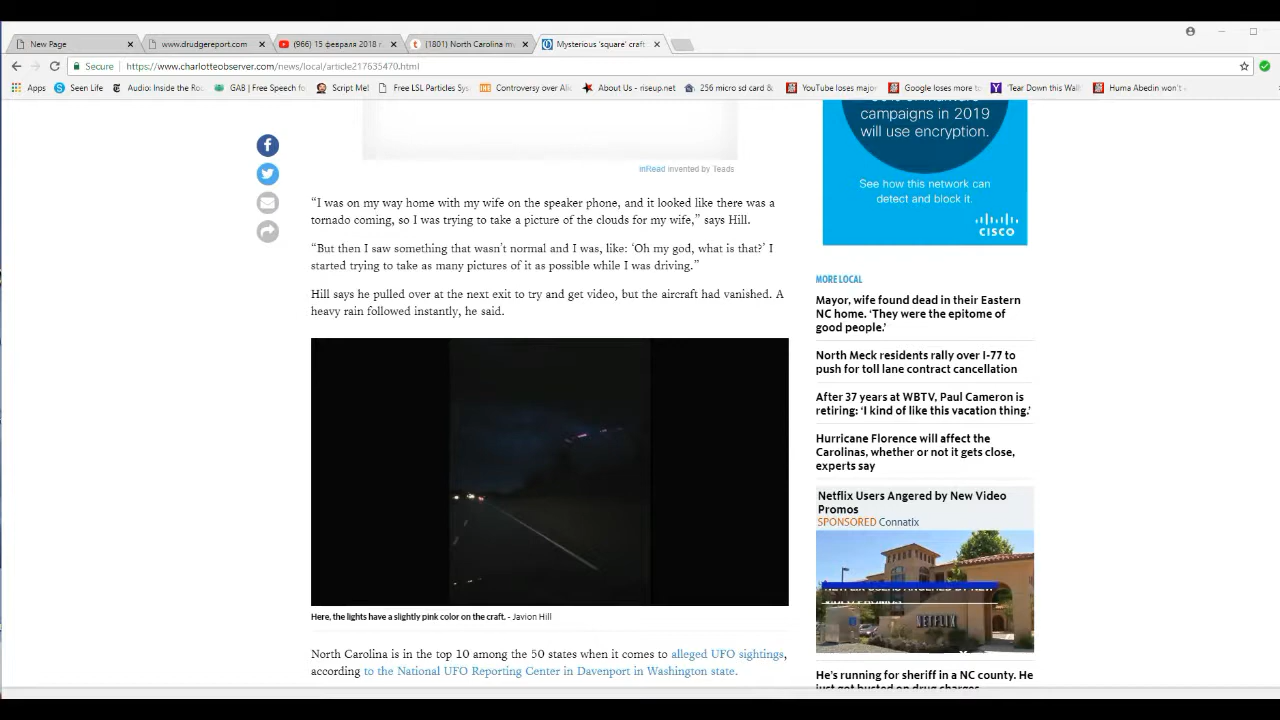 New Page
www.drudgereport.com
(966) 15 февраля 2018 г
(1801) North Carolina my
Mysterious 'square' craft
Secure
https://www.charlotteobserver.com/news/local/article217635470.html
Apps
Seen Life
Audio: Inside the Ro
GAB | Free Speech fo
Script Me!
Free LSL Particles Sys
Controversy over Ali
About Us - riseup.net
256 micro sd card &
YouTube loses major
Google loses more to
'Tear Down this Wall
Huma Abedin won't
campaigns in 2019
will use encryption.
See how this network can
detect and block it.
CISCO
inRead invented by Teads
“I was on my way home with my wife on the speaker phone, and it looked like there was a
tornado coming, so I was trying to take a picture of the clouds for my wife,” says Hill.
“But then I saw something that wasn’t normal and I was, like: ‘Oh my god, what is that?’ I
started trying to take as many pictures of it as possible while I was driving.”
Hill says he pulled over at the next exit to try and get video, but the aircraft had vanished. A
heavy rain followed instantly, he said.
Here, the lights have a slightly pink color on the craft. - Javion Hill
North Carolina is in the top 10 among the 50 states when it comes to alleged UFO sightings,
according to the National UFO Reporting Center in Davenport in Washington state.
MORE LOCAL
Mayor, wife found dead in their Eastern
NC home. ‘They were the epitome of
good people.’
North Meck residents rally over I-77 to
push for toll lane contract cancellation
After 37 years at WBTV, Paul Cameron is
retiring: ‘I kind of like this vacation thing.’
Hurricane Florence will affect the
Carolinas, whether or not it gets close,
experts say
Netflix Users Angered by New Video
Promos
SPONSORED Connatix
NETFLIX
He’s running for sheriff in a NC county. He
just got busted on drug charges